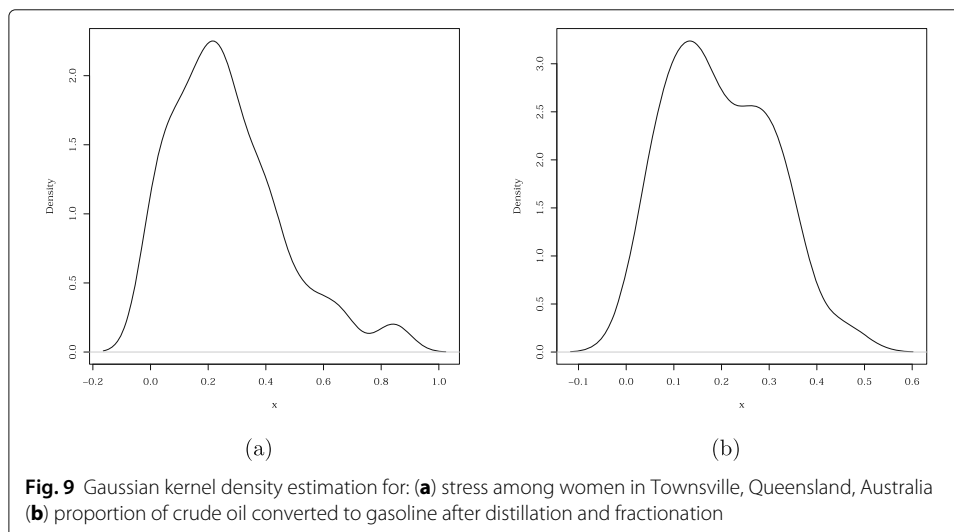 Density
2.0
1.5
1.0
0.5
0.0
−0.2 0.0 0.2 0.4 0.6 0.8 1.0
x
(a)
Density
3.0
2.5
2.0
1.5
1.0
0.5
0.0
−0.1 0.0 0.1 0.2 0.3 0.4 0.5 0.6
x
(b)
Fig. 9 Gaussian kernel density estimation for: (a) stress among women in Townsville, Queensland, Australia
(b) proportion of crude oil converted to gasoline after distillation and fractionation